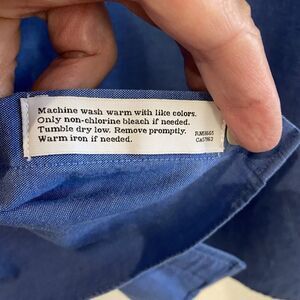 Machine wash warm with like colors.
Only non-chlorine bleach if needed.
Tumble dry low. Remove promptly.
Warm iron if needed.